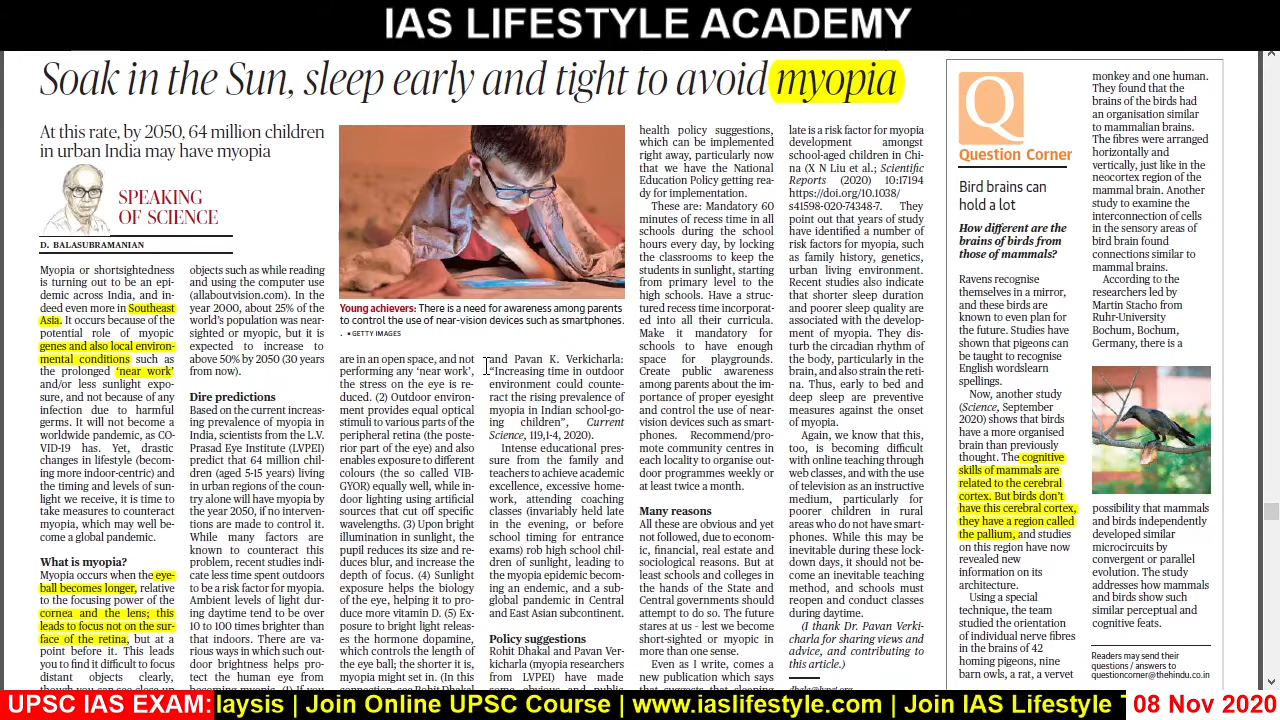 IAS LIFESTYLE ACADEMY
Soak in the Sun, sleep early and tight to avoid myopia
At this rate, by 2050, 64 million children
in urban India may have myopia
SPEAKING
OF SCIENCE
D. BALASUBRAMANIAN
Myopia or shortsightedness
is turning out to be an epi-
demic across India, and in-
deed even more in Southeast
Asia. It occurs because of the
potential role of myopic
genes and also local environ-
mental conditions such as
the prolonged ‘near work’
and/or less sunlight expo-
sure, and not because of any
infection due to harmful
germs. It will not become a
worldwide pandemic, as CO-
VID-19 has. Yet, drastic
changes in lifestyle (becom-
ing more indoor-centric) and
the timing and levels of sun-
light we receive, it is time to
take measures to counteract
myopia, which may well be-
come a global pandemic.
What is myopia?
Myopia occurs when the eye-
ball becomes longer, relative
to the focusing power of the
cornea and the lens; this
leads to focus not on the sur-
face of the retina, but at a
point before it. This leads
you to find it difficult to focus
distant objects clearly,
though you can see close up
objects such as while reading
and using the computer use
(allaboutvision.com). In the
year 2000, about 25% of the
world’s population was near-
sighted or myopic, but it is
expected to increase to
above 50% by 2050 (30 years
from now).
Dire predictions
Based on the current increas-
ing prevalence of myopia in
India, scientists from the L.V.
Prasad Eye Institute (LVPEI)
predict that 64 million chil-
dren (aged 5-15 years) living
in urban regions of the coun-
try alone will have myopia by
the year 2050, if no interven-
tions are made to control it.
While many factors are
known to counteract this
problem, recent studies indi-
cate less time spent outdoors
to be a risk factor for myopia.
Ambient levels of light dur-
ing daytime tend to be over
10 to 100 times brighter than
that indoors. There are va-
rious ways in which such out-
door brightness helps pro-
tect the human eye from
becoming myopic. (1) If you
Young achievers: There is a need for awareness among parents
to control the use of near-vision devices such as smartphones.
. ▪ GETTY IMAGES
are in an open space, and not
performing any ‘near work’,
the stress on the eye is re-
duced. (2) Outdoor environ-
ment provides equal optical
stimuli to various parts of the
peripheral retina (the poste-
rior part of the eye) and also
enables exposure to different
colours (the so called VIB-
GYOR) equally well, while in-
door lighting using artificial
sources that cut off specific
wavelengths. (3) Upon bright
illumination in sunlight, the
pupil reduces its size and re-
duces blur, and increase the
depth of focus. (4) Sunlight
exposure helps the biology
of the eye, helping it to pro-
duce more vitamin D. (5) Ex-
posure to bright light releas-
es the hormone dopamine,
which controls the length of
the eye ball; the shorter it is,
myopia might set in. (In this
connection, see Rohit Dhakal
and Pavan K. Verkicharla:
“Increasing time in outdoor
environment could counte-
ract the rising prevalence of
myopia in Indian school-go-
ing children”, Current
Science, 119,1-4, 2020).
Intense educational pres-
sure from the family and
teachers to achieve academic
excellence, excessive home-
work, attending coaching
classes (invariably held late
in the evening, or before
school timing for entrance
exams) rob high school chil-
dren of sunlight, leading to
the myopia epidemic becom-
ing an endemic, and a sub-
global pandemic in Central
and East Asian subcontinent.
Policy suggestions
Rohit Dhakal and Pavan Ver-
kicharla (myopia researchers
from LVPEI) have made
some obvious and public
health policy suggestions,
which can be implemented
right away, particularly now
that we have the National
Education Policy getting rea-
dy for implementation.
These are: Mandatory 60
minutes of recess time in all
schools during the school
hours every day, by locking
the classrooms to keep the
students in sunlight, starting
from primary level to the
high schools. Have a struc-
tured recess time incorporat-
ed into all their curricula.
Make it mandatory for
schools to have enough
space for playgrounds.
Create public awareness
among parents about the im-
portance of proper eyesight
and control the use of near-
vision devices such as smart-
phones. Recommend/pro-
mote community centres in
each locality to organise out-
door programmes weekly or
at least twice a month.
Many reasons
All these are obvious and yet
not followed, due to econom-
ic, financial, real estate and
sociological reasons. But at
least schools and colleges in
the hands of the State and
Central governments should
attempt to do so. The future
stares at us - lest we become
short-sighted or myopic in
more than one sense.
Even as I write, comes a
new publication which says
that suggests that sleeping
late is a risk factor for myopia
development amongst
school-aged children in Chi-
na (X N Liu et al.; Scientific
Reports (2020) 10:17194
https://doi.org/10.1038/
s41598-020-74348-7. They
point out that years of study
have identified a number of
risk factors for myopia, such
as family history, genetics,
urban living environment.
Recent studies also indicate
that shorter sleep duration
and poorer sleep quality are
associated with the develop-
ment of myopia. They dis-
turb the circadian rhythm of
the body, particularly in the
brain, and also strain the reti-
na. Thus, early to bed and
deep sleep are preventive
measures against the onset
of myopia.
Again, we know that this,
too, is becoming difficult
with online teaching through
web classes, and with the use
of television as an instructive
medium, particularly for
poorer children in rural
areas who do not have smart-
phones. While this may be
inevitable during these lock-
down days, it should not be-
come an inevitable teaching
method, and schools must
reopen and conduct classes
during daytime.
(I thank Dr. Pavan Verki-
charla for sharing views and
advice, and contributing to
this article.)
dbala@lvpei.org
Q
Question Corner
Bird brains can
hold a lot
How different are the
brains of birds from
those of mammals?
Ravens recognise
themselves in a mirror,
and these birds are
known to even plan for
the future. Studies have
shown that pigeons can
be taught to recognise
English wordslearn
spellings.
Now, another study
(Science, September
2020) shows that birds
have a more organised
brain than previously
thought. The cognitive
skills of mammals are
related to the cerebral
cortex. But birds don’t
have this cerebral cortex,
they have a region called
the pallium, and studies
on this region have now
revealed new
information on its
architecture.
Using a special
technique, the team
studied the orientation
of individual nerve fibres
in the brains of 42
homing pigeons, nine
barn owls, a rat, a vervet
monkey and one human.
They found that the
brains of the birds had
an organisation similar
to mammalian brains.
The fibres were arranged
horizontally and
vertically, just like in the
neocortex region of the
mammal brain. Another
study to examine the
interconnection of cells
in the sensory areas of
bird brain found
connections similar to
mammal brains.
According to the
researchers led by
Martin Stacho from
Ruhr-University
Bochum, Bochum,
Germany, there is a
possibility that mammals
and birds independently
developed similar
microcircuits by
convergent or parallel
evolution. The study
addresses how mammals
and birds show such
similar perceptual and
cognitive feats.
Readers may send their
questions / answers to
questioncorner@thehindu.co.in
UPSC IAS EXAM: laysis | Join Online UPSC Course | www.iaslifestyle.com | Join IAS Lifestyle 08 Nov 2020